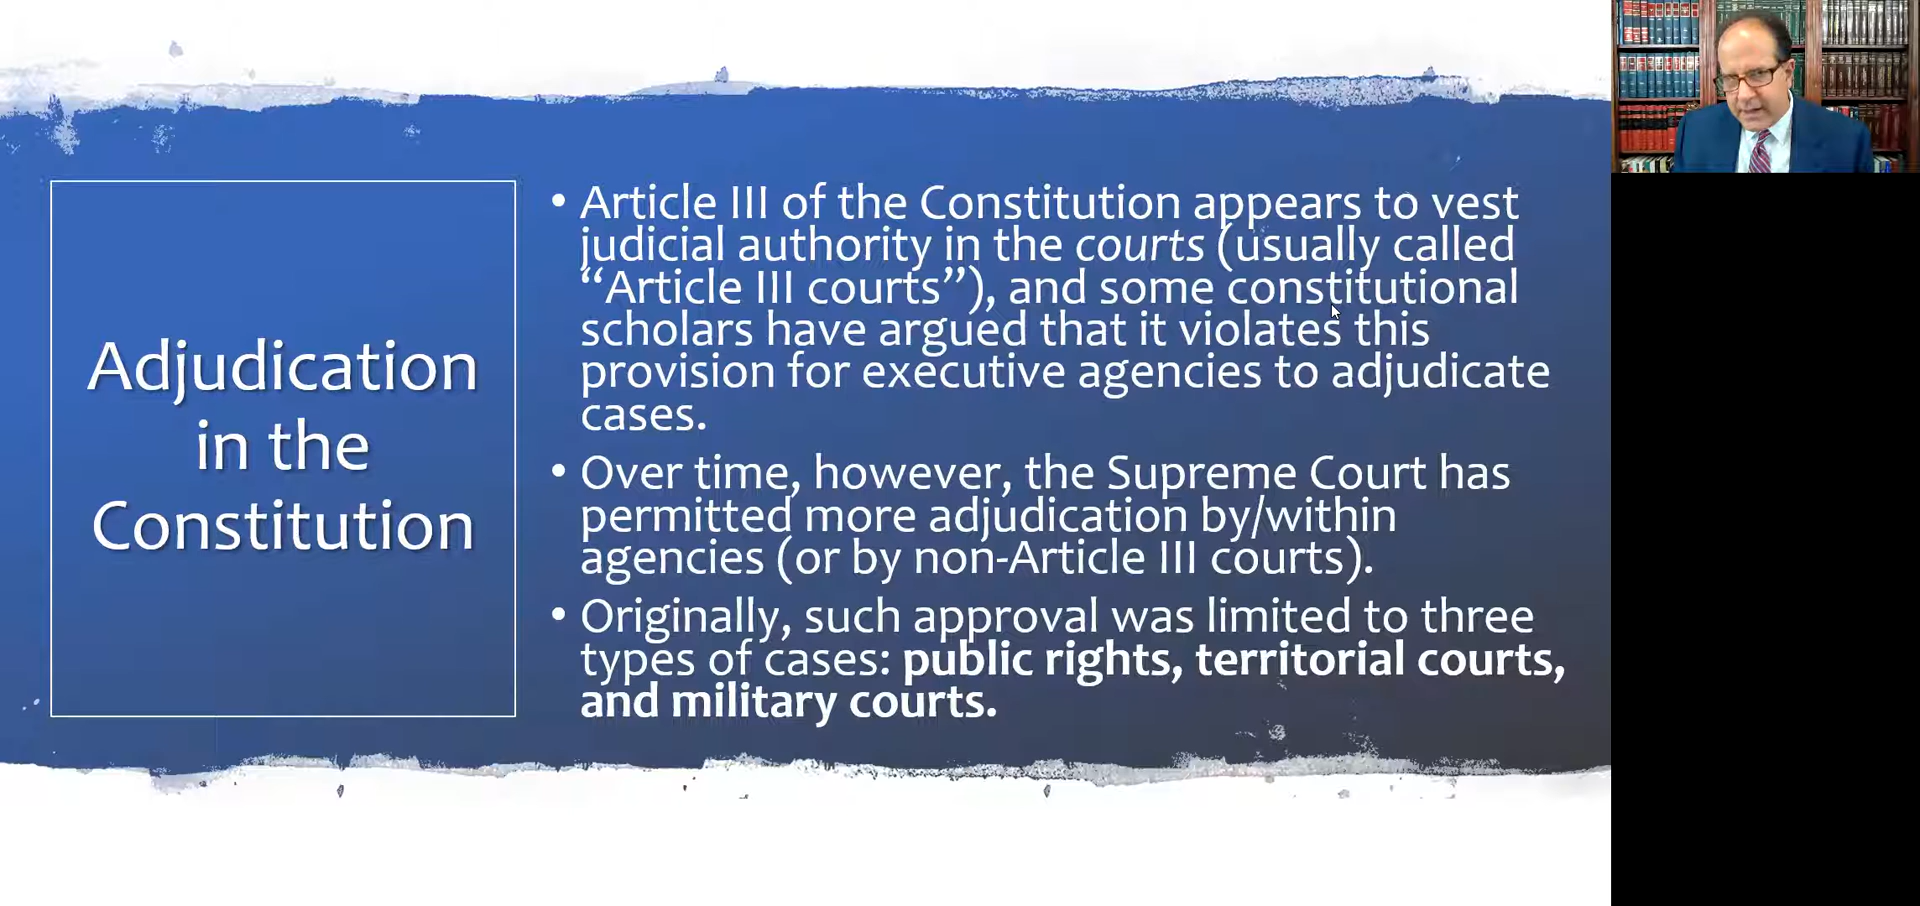 Adjudication
in the
Constitution
• Article III of the Constitution appears to vest
judicial authority in the courts (usually called
“Article III courts”), and some constitutional
scholars have argued that it violates this
provision for executive agencies to adjudicate
cases.
• Over time, however, the Supreme Court has
permitted more adjudication by/within
agencies (or by non-Article III courts).
• Originally, such approval was limited to three
types of cases: public rights, territorial courts,
and military courts.